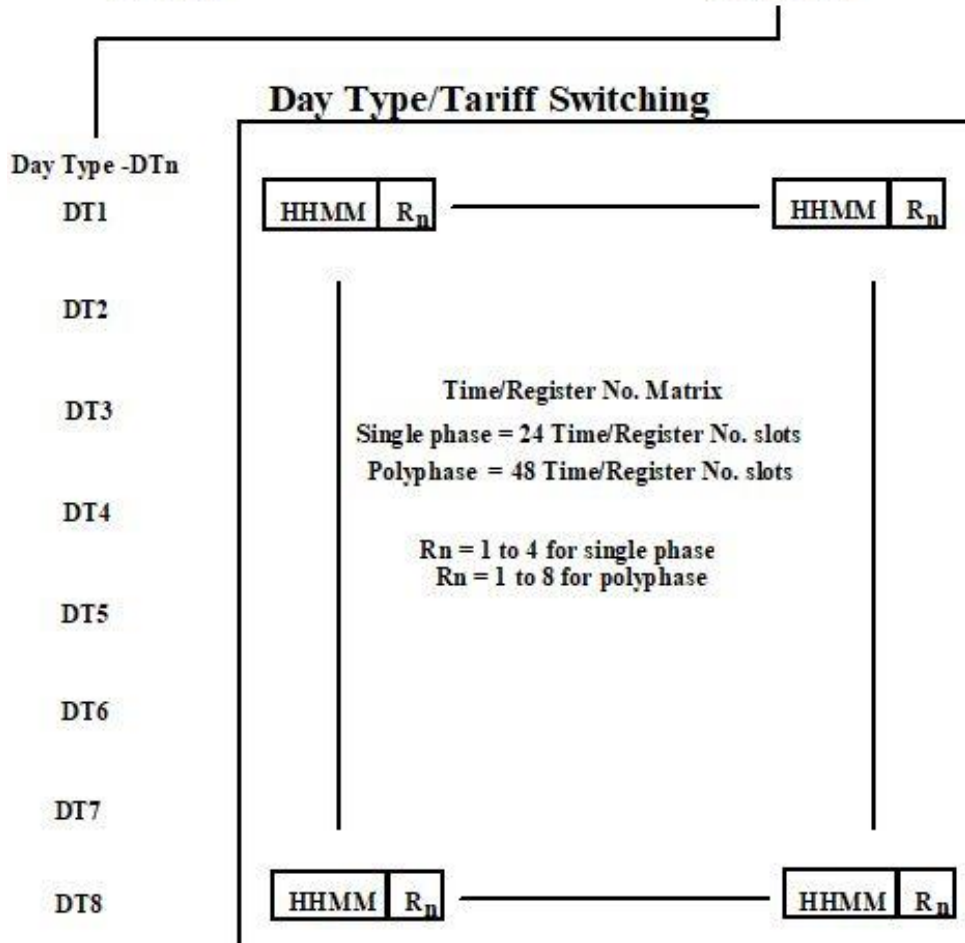 Day Type/Tariff Switching
Day Type -DTn
DT1
HHMM Rn HHMM Rn
DT2
Time/Register No. Matrix
DT3
Single phase = 24 Time/Register No. slots
Polyphase = 48 Time/Register No. slots
DT4
Rn = 1 to 4 for single phase
Rn = 1 to 8 for polyphase
DT5
DT6
DT7
DT8
HHMM Rn HHMM Rn